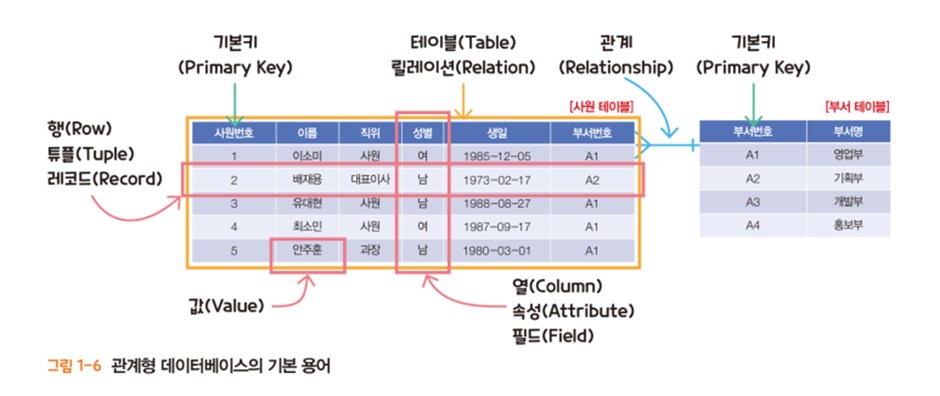 기본키
(Primary Key)
테이블(Table)
릴레이션(Relation)
관계
(Relationship)
기본키
(Primary Key)
[사원 테이블]
[부서 테이블]
행(Row)
튜플(Tuple)
레코드(Record)
사원번호 이름 직위 성별 생일 부서번호
1 이소미 사원 여 1985-12-05 A1
2 배재용 대표이사 남 1973-02-17 A2
3 유대현 사원 남 1988-08-27 A1
4 최소민 사원 여 1987-09-17 A1
5 안주훈 과장 남 1980-03-01 A1
부서번호 부서명
A1 영업부
A2 기획부
A3 개발부
A4 홍보부
값(Value)
열(Column)
속성(Attribute)
필드(Field)
그림 1-6 관계형 데이터베이스의 기본 용어